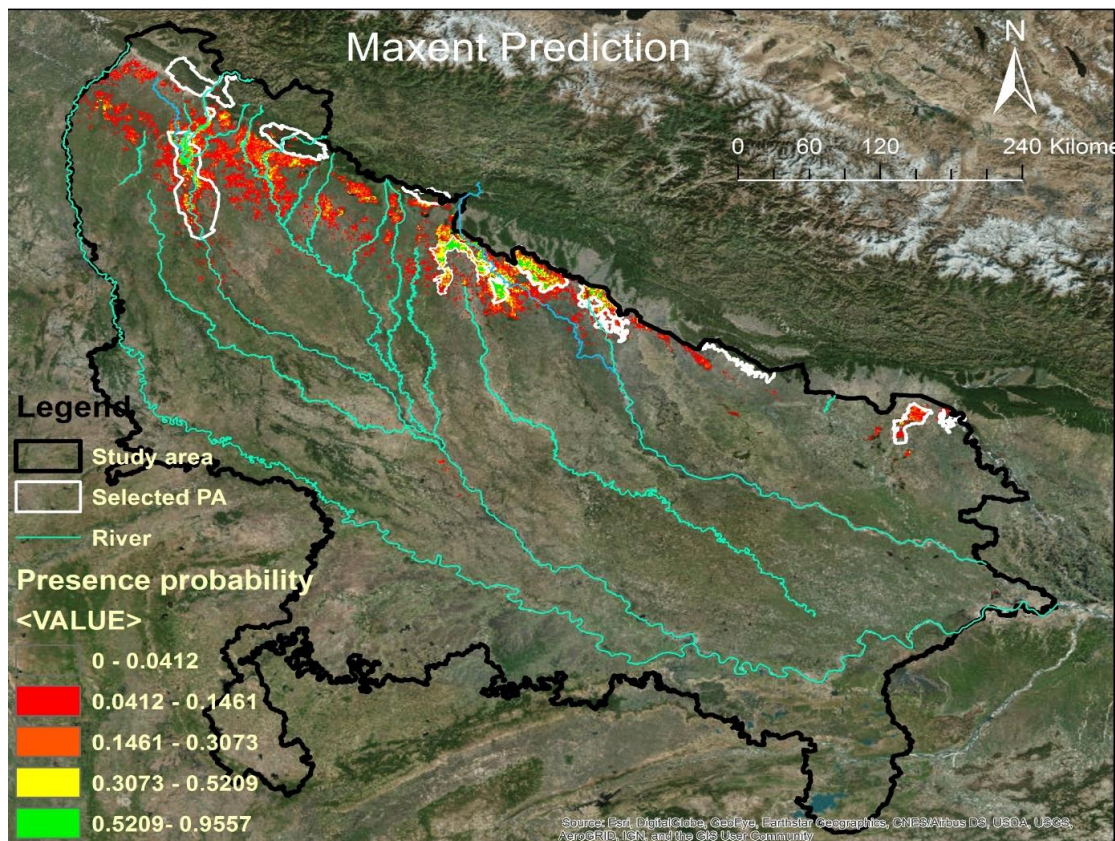 Maxent Prediction
N
0 60 120 240 Kilome
Legend
Study area
Selected PA
River
Presence probability
<VALUE>
0 - 0.0412
0.0412 - 0.1461
0.1461 - 0.3073
0.3073 - 0.5209
0.5209- 0.9557
Source: Esri, DigitalGlobe, GeoEye, Earthstar Geographics, CNES/Airbus DS, USDA, USGS,
AeroGRID, IGN, and the GIS User Community